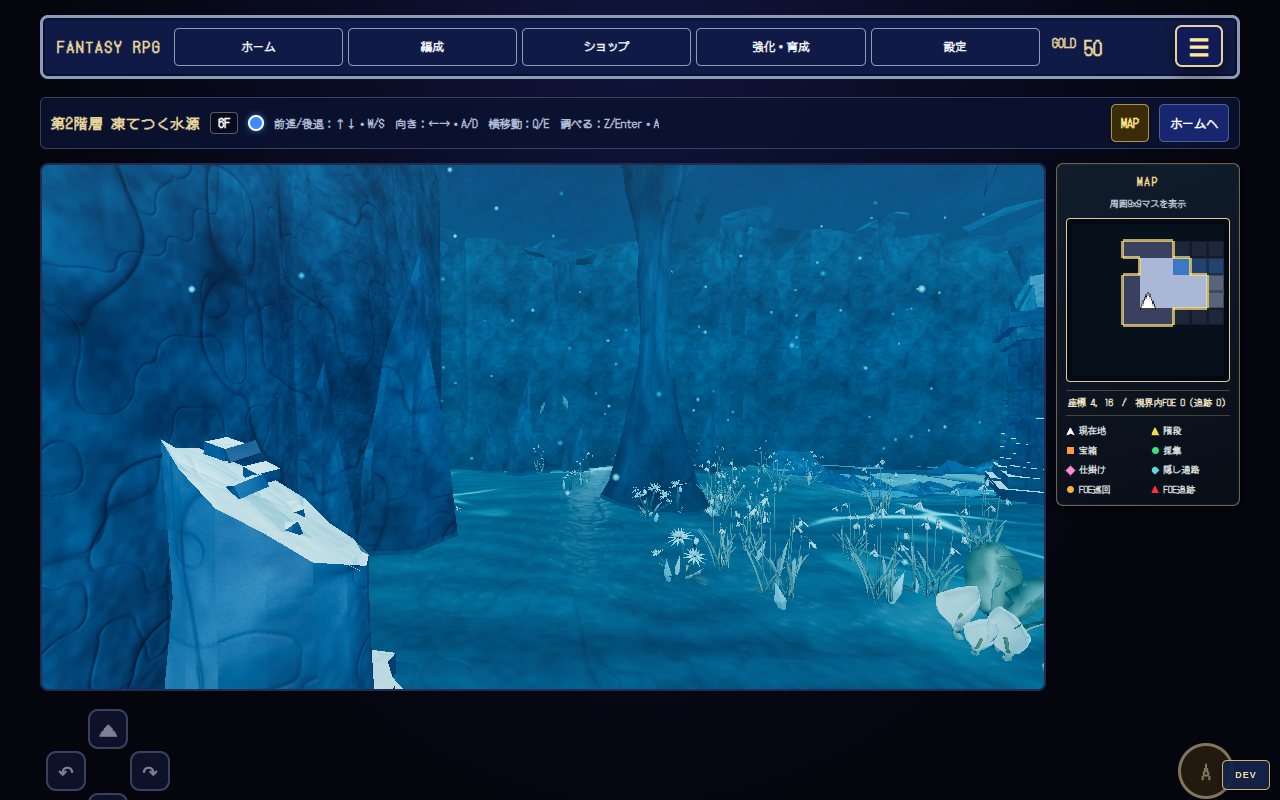 FANTASY RPG
ホーム
編成
ショップ
強化・育成
設定
GOLD 50
第2階層 凍てつく水源
6F
前進/後退：↑↓・W/S 向き：←→・A/D 横移動：Q/E 調べる：Z/Enter・A
MAP
ホームへ
MAP
周囲9x9マスを表示
座標 4, 16 / 視界内FOE 0（追跡 0）
現在地
階段
宝箱
採集
仕掛け
隠し通路
FOE巡回
FOE追跡
A
DEV